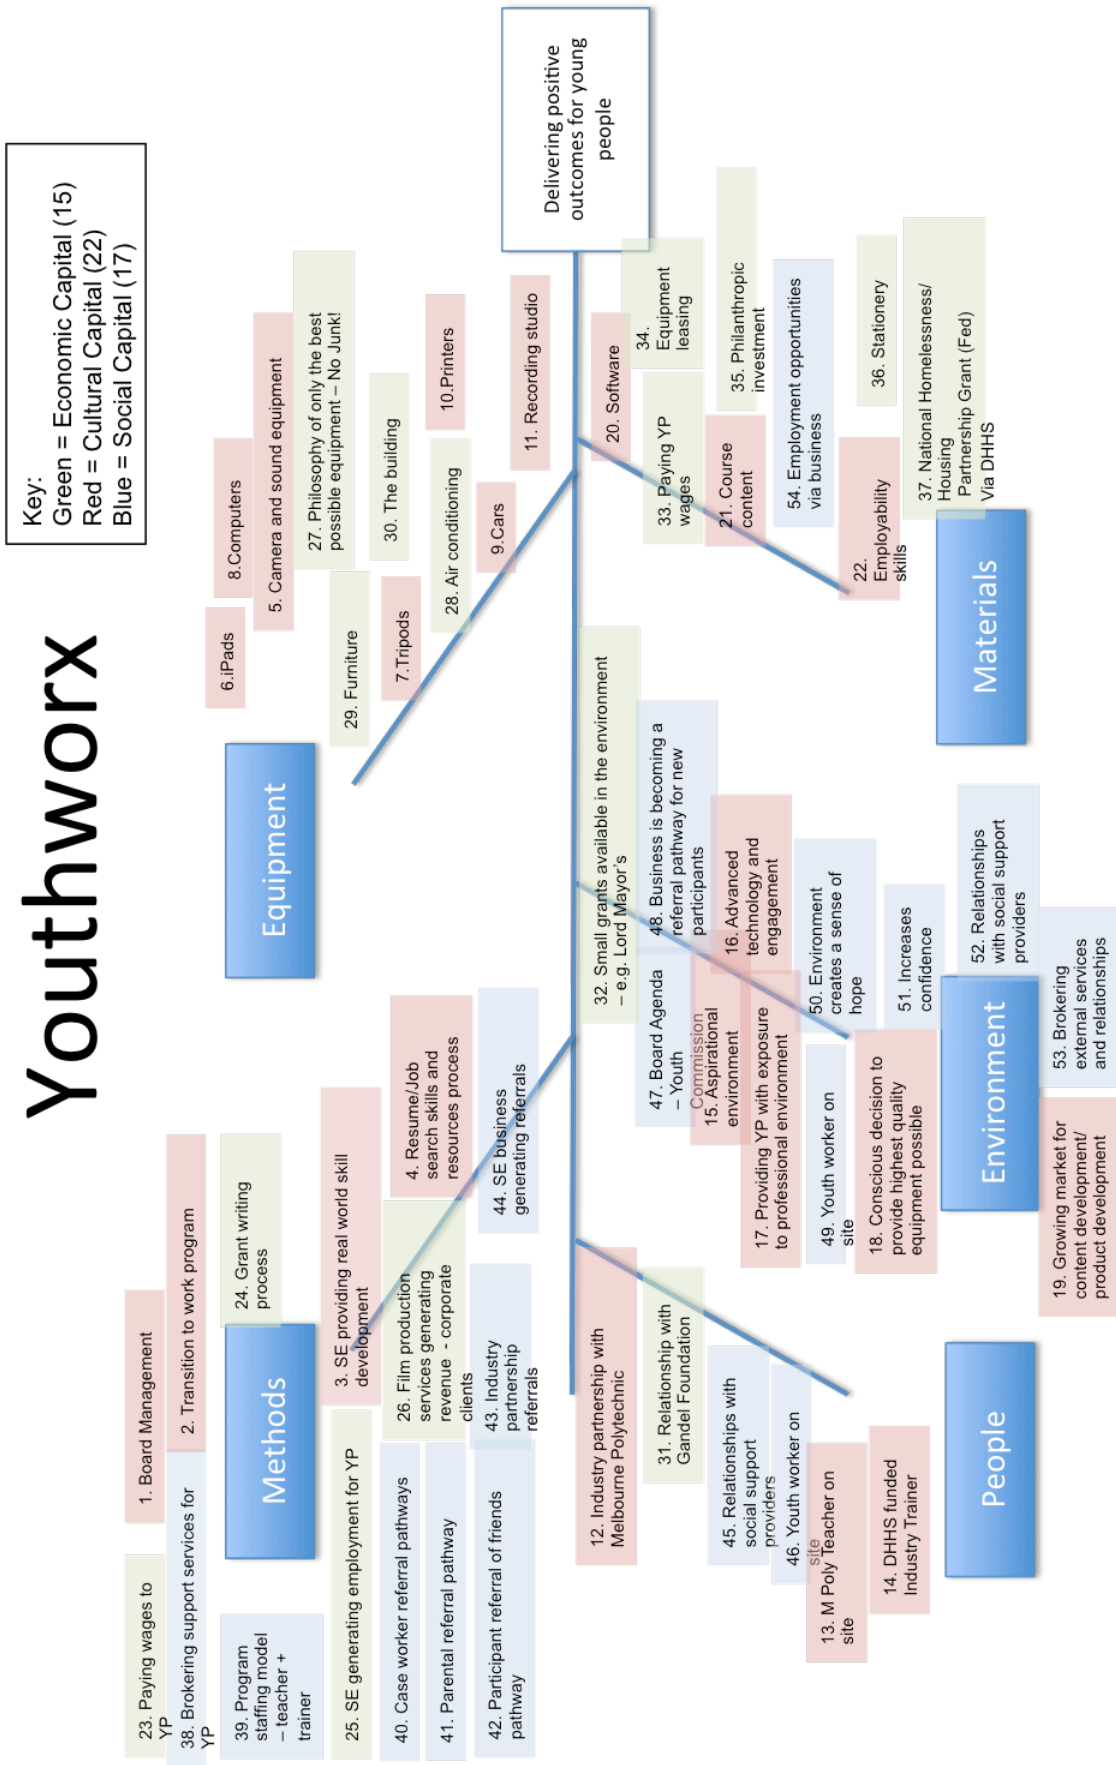 Youthworx
Key:
Green = Economic Capital (15)
Red = Cultural Capital (22)
Blue = Social Capital (17)
23. Paying wages to
YP
1. Board Management
38. Brokering support services for
YP
2. Transition to work program
39. Program
staffing model
– teacher +
trainer
Methods
24. Grant writing
process
25. SE generating employment for YP
3. SE providing real world skill
development
40. Case worker referral pathways
26. Film production
services generating
revenue - corporate
clients
4. Resume/Job
search skills and
resources process
41. Parental referral pathway
42. Participant referral of friends
pathway
43. Industry
partnership
referrals
44. SE business
generating referrals
Equipment
6.iPads
8.Computers
5. Camera and sound equipment
27. Philosophy of only the best
possible equipment – No Junk!
29. Furniture
30. The building
7.Tripods
28. Air conditioning
10.Printers
9.Cars
11. Recording studio
Delivering positive
outcomes for young
people
12. Industry partnership with
Melbourne Polytechnic
31. Relationship with
Gandel Foundation
45. Relationships with
social support
providers
46. Youth worker on
site
13. M Poly Teacher on
site
14. DHHS funded
Industry Trainer
People
32. Small grants available in the environment
– e.g. Lord Mayor's
47. Board Agenda
– Youth
Commission
48. Business is becoming a
referral pathway for new
participants
15. Aspirational
environment
16. Advanced
technology and
engagement
17. Providing YP with exposure
to professional environment
49. Youth worker on
site
50. Environment
creates a sense of
hope
18. Conscious decision to
provide highest quality
equipment possible
51. Increases
confidence
Environment
52. Relationships
with social support
providers
19. Growing market for
content development/
product development
53. Brokering
external services
and relationships
20. Software
34.
Equipment
leasing
33. Paying YP
wages
21. Course
content
35. Philanthropic
investment
54. Employment opportunities
via business
22.
Employability
skills
36. Stationery
37. National Homelessness/
Housing
Partnership Grant (Fed)
Via DHHS
Materials